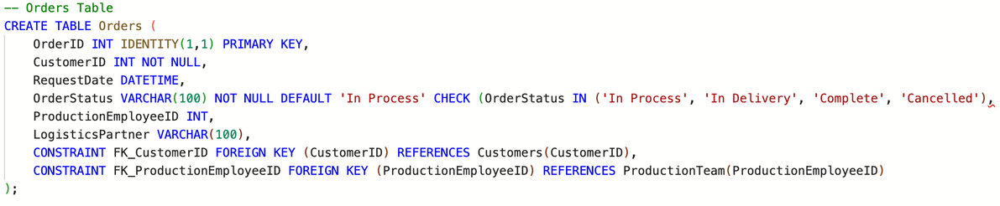 -- Orders Table
CREATE TABLE Orders (
OrderID INT IDENTITY(1,1) PRIMARY KEY,
CustomerID INT NOT NULL,
RequestDate DATETIME,
OrderStatus VARCHAR(100) NOT NULL DEFAULT 'In Process' CHECK (OrderStatus IN ('In Process', 'In Delivery', 'Complete', 'Cancelled'),
ProductionEmployeeID INT,
LogisticsPartner VARCHAR(100),
CONSTRAINT FK_CustomerID FOREIGN KEY (CustomerID) REFERENCES Customers(CustomerID),
CONSTRAINT FK_ProductionEmployeeID FOREIGN KEY (ProductionEmployeeID) REFERENCES ProductionTeam(ProductionEmployeeID)
);